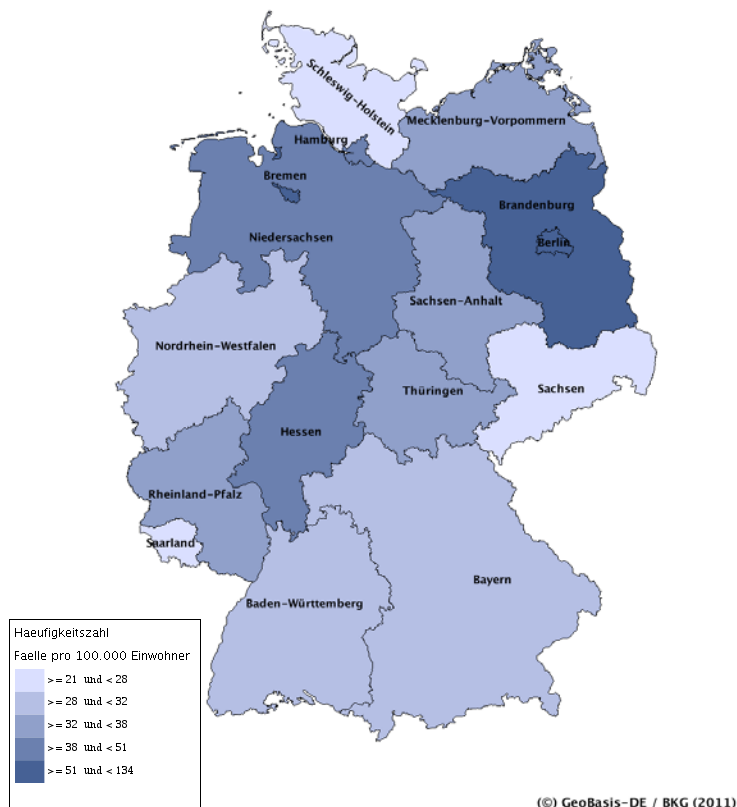 Schleswig-Holstein
Mecklenburg-Vorpommern
Hamburg
Bremen
Brandenburg
Niedersachsen
Berlin
Sachsen-Anhalt
Nordrhein-Westfalen
Thüringen
Sachsen
Hessen
Rheinland-Pfalz
Saarland
Bayern
Baden-Württemberg
Haeufigkeitszahl
Faelle pro 100.000 Einwohner
>= 21 und < 28
>= 28 und < 32
>= 32 und < 38
>= 38 und < 51
>= 51 und < 134
(©) GeoBasis-DE / BKG (2011)